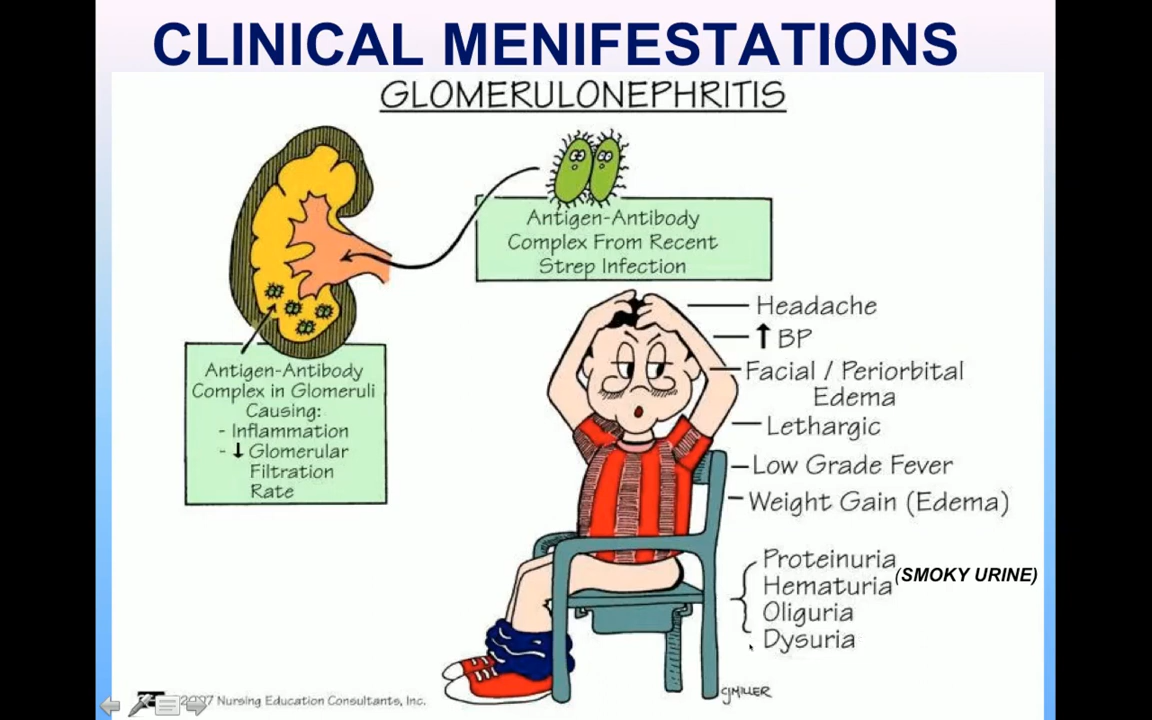 CLINICAL MENIFESTATIONS
GLOMERULONEPHRITIS
Antigen-Antibody
Complex From Recent
Strep Infection
Antigen-Antibody
Complex in Glomeruli
Causing:
- Inflammation
- ↓ Glomerular
Filtration
Rate
Headache
↑ BP
Facial / Periorbital
Edema
Lethargic
Low Grade Fever
Weight Gain (Edema)
Proteinuria
Hematuria (SMOKY URINE)
Oliguria
Dysuria
CJMILLER
Nursing Education Consultants, Inc.